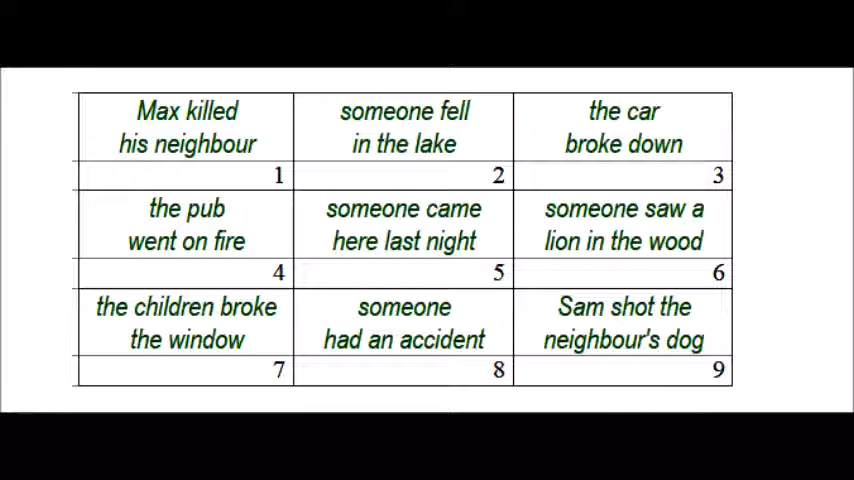 Max killed
his neighbour
1
someone fell
in the lake
2
the car
broke down
3
the pub
went on fire
4
someone came
here last night
5
someone saw a
lion in the wood
6
the children broke
the window
7
someone
had an accident
8
Sam shot the
neighbour's dog
9